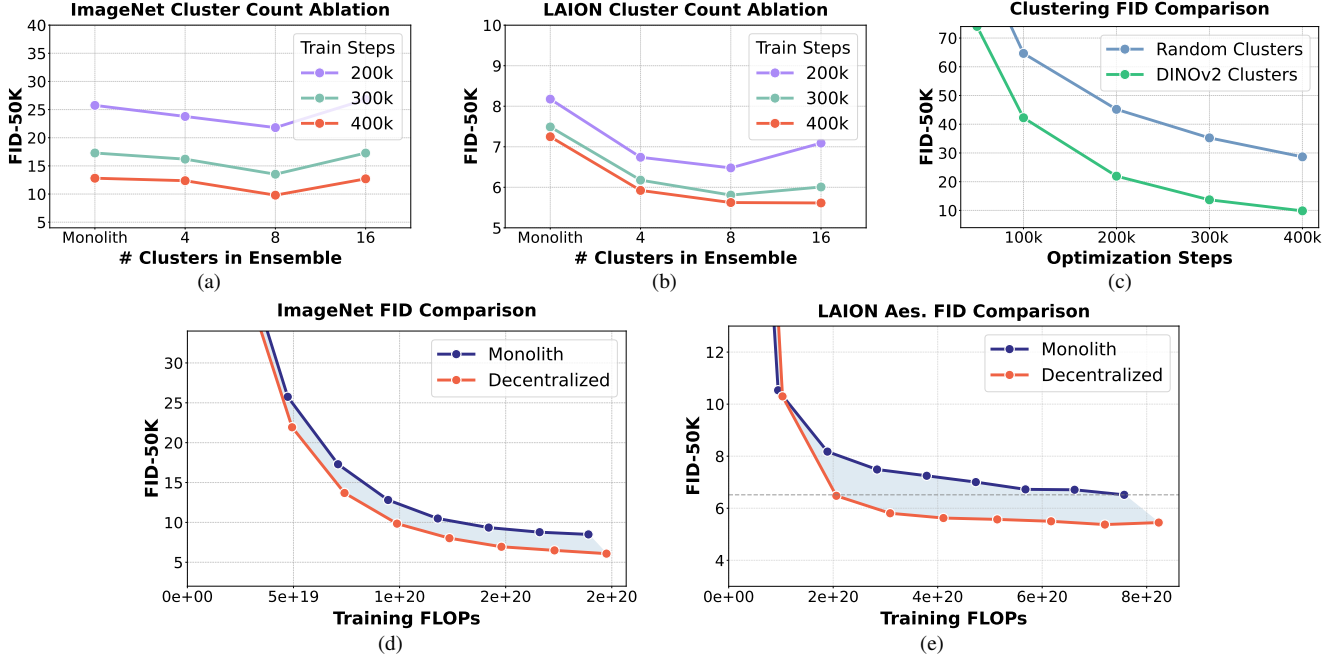 ImageNet Cluster Count Ablation
FID-50K
40
35
30
25
20
15
10
5
Train Steps
200k
300k
400k
Monolith 4 8 16
# Clusters in Ensemble
(a)
LAION Cluster Count Ablation
FID-50K
10
9
8
7
6
5
Train Steps
200k
300k
400k
Monolith 4 8 16
# Clusters in Ensemble
(b)
Clustering FID Comparison
FID-50K
70
60
50
40
30
20
10
Random Clusters
DINOv2 Clusters
100k 200k 300k 400k
Optimization Steps
(c)
ImageNet FID Comparison
FID-50K
30
25
20
15
10
5
Monolith
Decentralized
0e+00 5e+19 1e+20 2e+20 2e+20
Training FLOPs
(d)
LAION Aes. FID Comparison
FID-50K
12
10
8
6
4
Monolith
Decentralized
0e+00 2e+20 4e+20 6e+20 8e+20
Training FLOPs
(e)